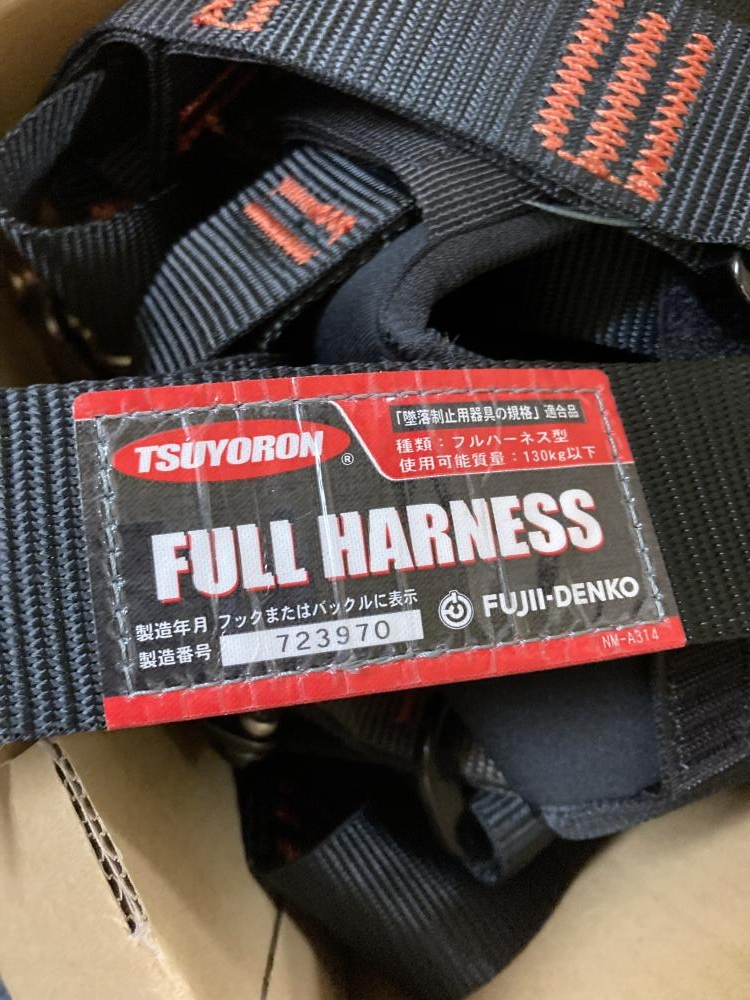 TSUYORON
®
「墜落制止用器具の規格」適合品
種類：フルハーネス型
使用可能質量：130kg以下
FULL HARNESS
製造年月 フックまたはバックルに表示
製造番号 723970
FUJII-DENKO
NM-A314